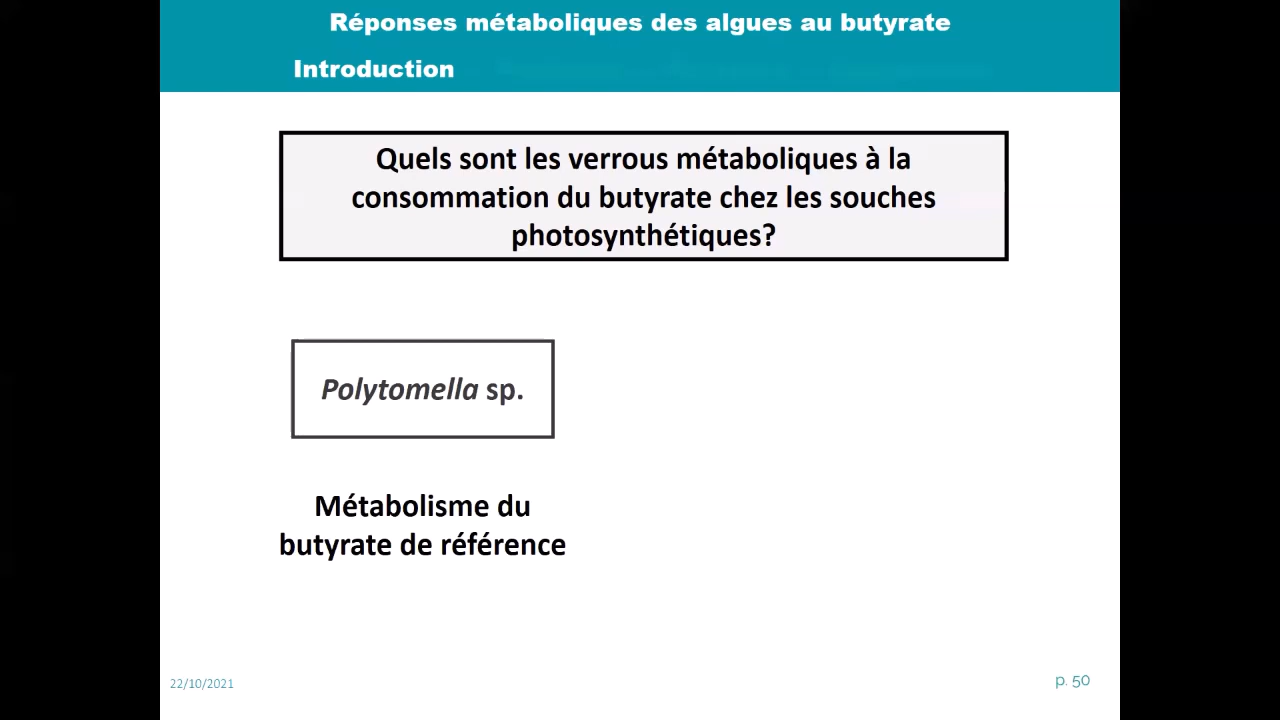 Réponses métaboliques des algues au butyrate
Introduction
Quels sont les verrous métaboliques à la
consommation du butyrate chez les souches
photosynthétiques?
Polytomella sp.
Métabolisme du
butyrate de référence
22/10/2021
p. 50